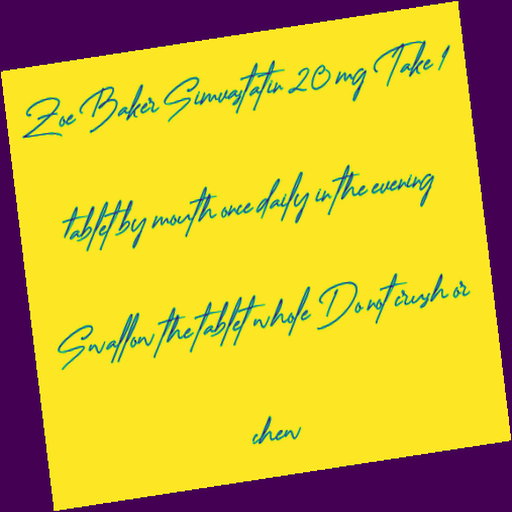 Zoe Baker Simvastatin 20 mg Take 1
tablet by mouth once daily in the evening
Swallow the tablet whole Do not crush or
chew